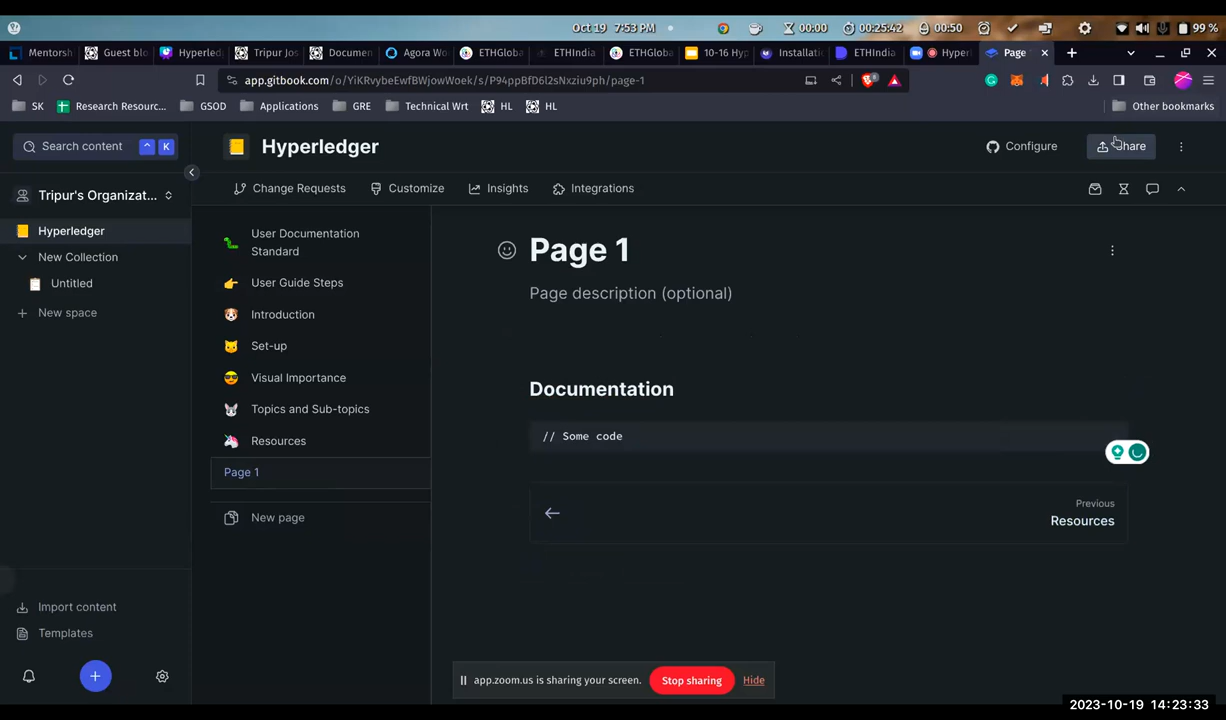 Oct 19 7:53 PM
00:00
00:25:42
00:50
99 %
Mentorsh
Guest blo
Hyperled
Tripur Jos
Documen
Agora Wo
ETHGloba
ETHIndia
ETHGloba
10-16 Hyp
Installatio
ETHIndia
Hyperl
Page
app.gitbook.com/o/YiKRvybeEwfBWjowWoek/s/P94ppBfD6l2sNxziu9ph/page-1
SK
Research Resourc...
GSOD
Applications
GRE
Technical Wrt
HL
HL
Other bookmarks
Search content
^ K
Hyperledger
Configure
Share
Tripur's Organizat...
Change Requests
Customize
Insights
Integrations
Hyperledger
New Collection
Untitled
New space
User Documentation
Standard
User Guide Steps
Introduction
Set-up
Visual Importance
Topics and Sub-topics
Resources
Page 1
New page
Page 1
Page description (optional)
Documentation
// Some code
Previous
Resources
Import content
Templates
app.zoom.us is sharing your screen.
Stop sharing
Hide
2023-10-19 14:23:33